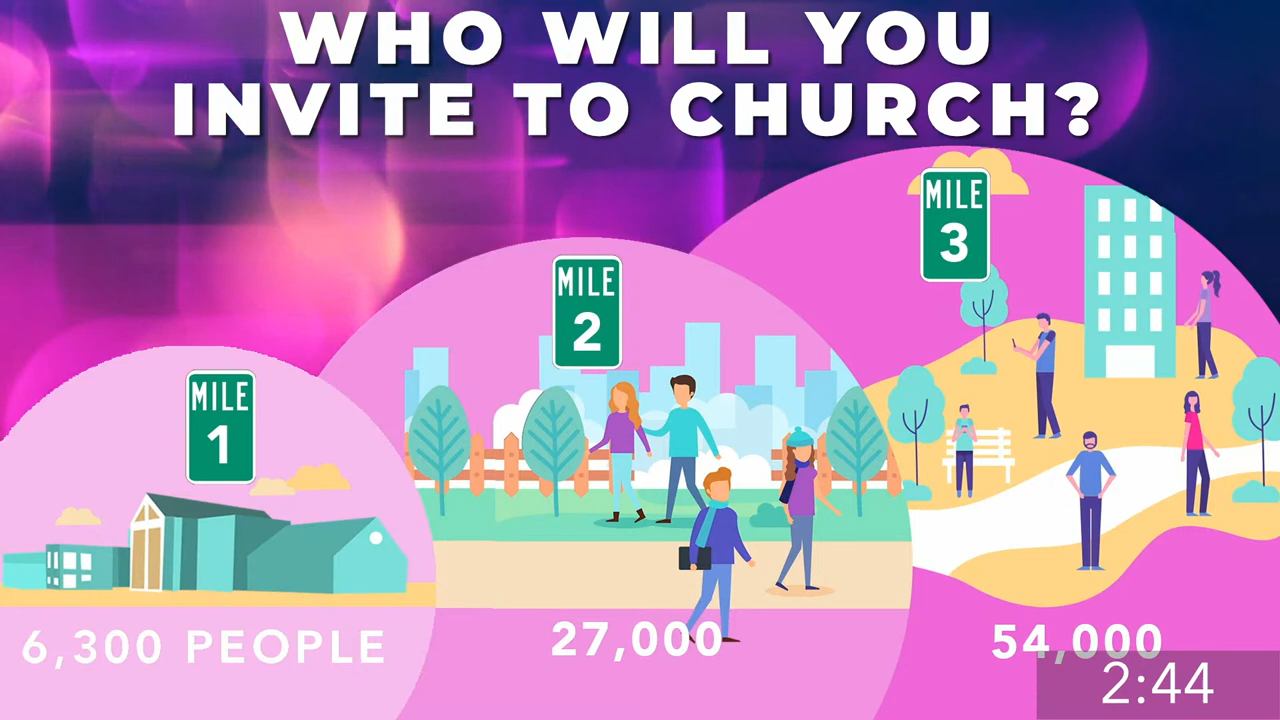 WHO WILL YOU
INVITE TO CHURCH?
MILE
1
MILE
2
MILE
3
6,300 PEOPLE
27,000
54,000
2:44